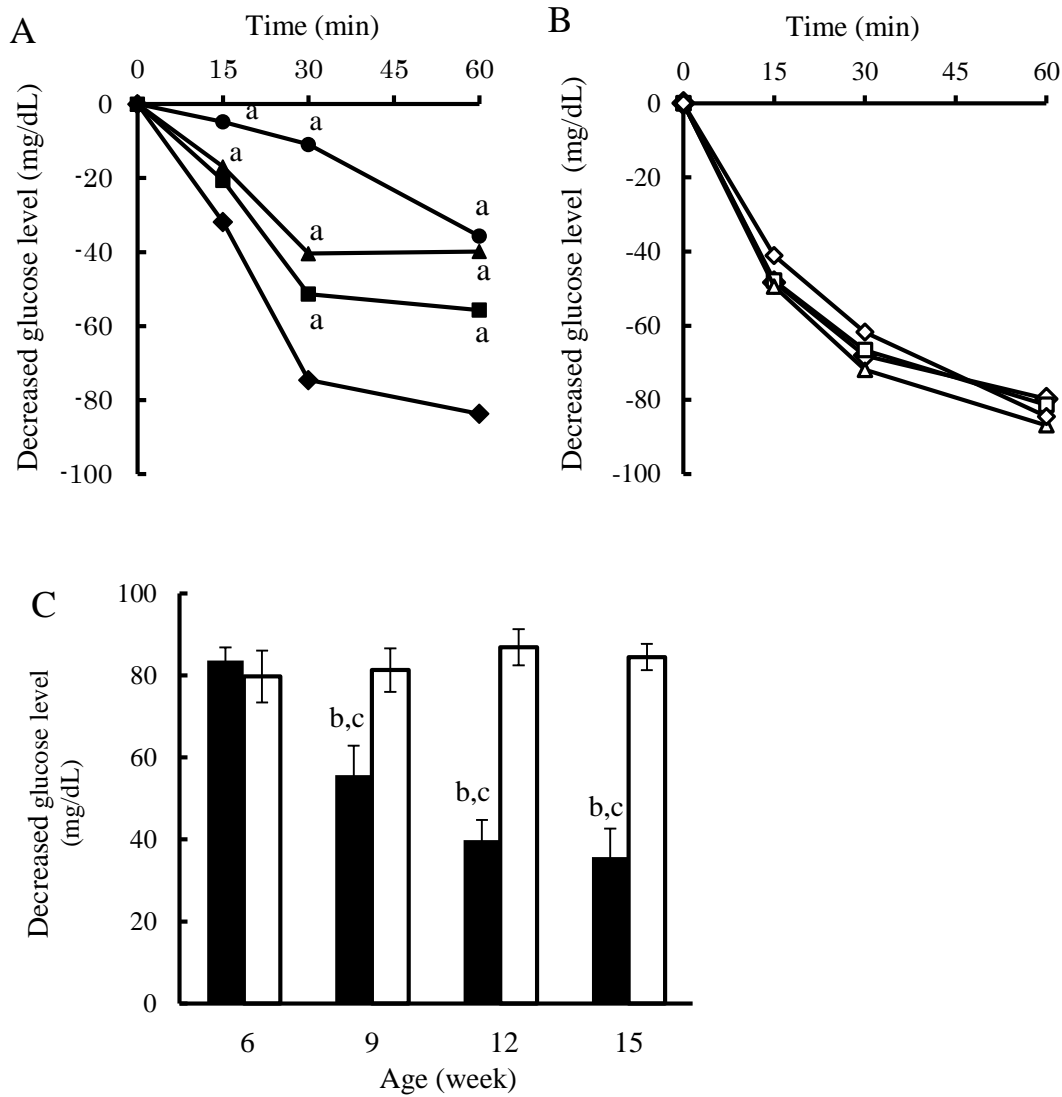 A
Time (min)
0 15 30 45 60
Decreased glucose level (mg/dL)
0
-20
-40
-60
-80
-100
a
a
a
a
a
a
a
a
B
Time (min)
0 15 30 45 60
Decreased glucose level (mg/dL)
0
-20
-40
-60
-80
-100
C
Decreased glucose level
(mg/dL)
100
80
60
40
20
0
b,c
b,c
b,c
6 9 12 15
Age (week)